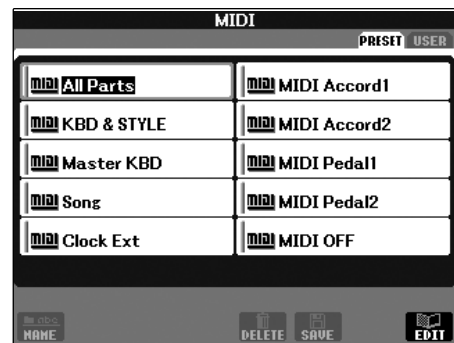 MIDI
PRESET USER
MIDI All Parts
MIDI KBD & STYLE
MIDI Master KBD
MIDI Song
MIDI Clock Ext
MIDI MIDI Accord1
MIDI MIDI Accord2
MIDI MIDI Pedal1
MIDI MIDI Pedal2
MIDI MIDI OFF
abc
NAME
DELETE
SAVE
EDIT